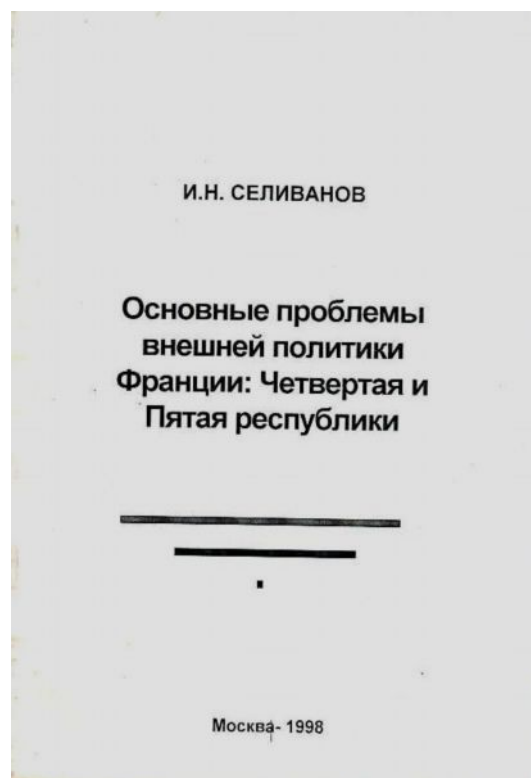 И.Н. СЕЛИВАНОВ
Основные проблемы
внешней политики
Франции: Четвертая и
Пятая республики
Москва- 1998